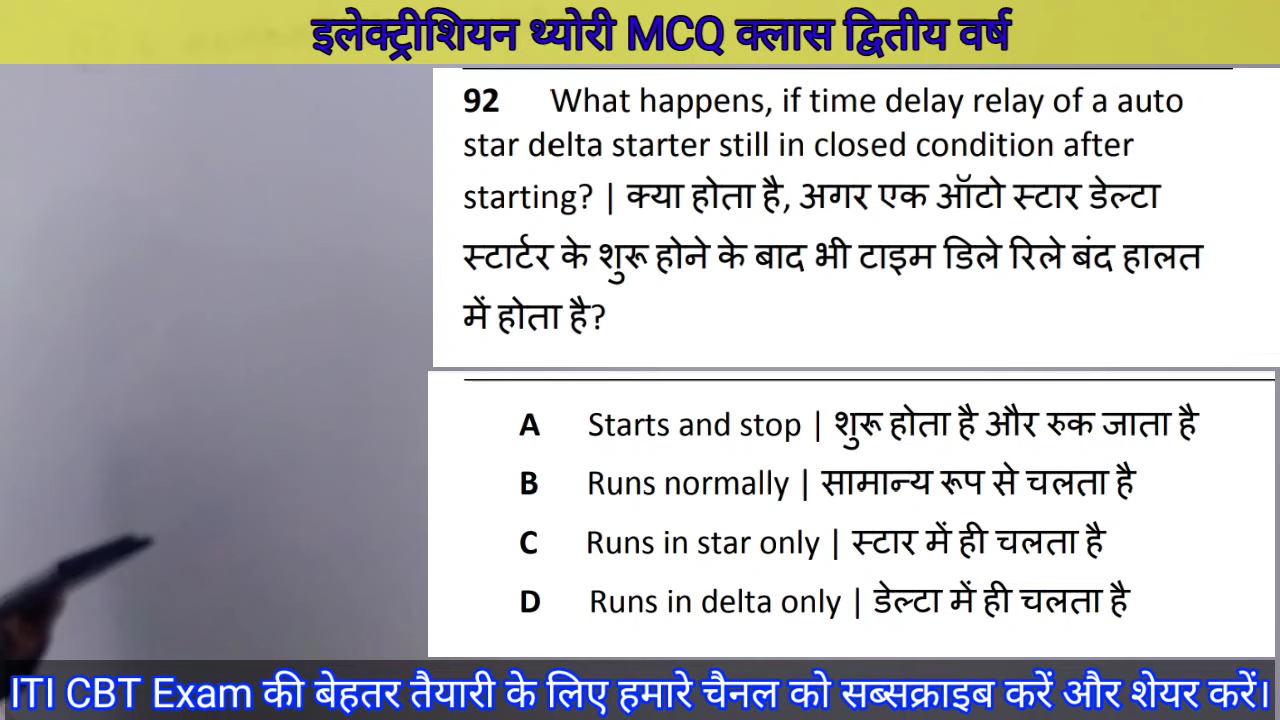 इलेक्ट्रीशियन थ्योरी MCQ क्लास द्वितीय वर्ष
92 What happens, if time delay relay of a auto
star delta starter still in closed condition after
starting? | क्या होता है, अगर एक ऑटो स्टार डेल्टा
स्टार्टर के शुरू होने के बाद भी टाइम डिले रिले बंद हालत
में होता है?
A Starts and stop | शुरू होता है और रुक जाता है
B Runs normally | सामान्य रूप से चलता है
C Runs in star only | स्टार में ही चलता है
D Runs in delta only | डेल्टा में ही चलता है
ITI CBT Exam की बेहतर तैयारी के लिए हमारे चैनल को सब्सक्राइब करें और शेयर करें।